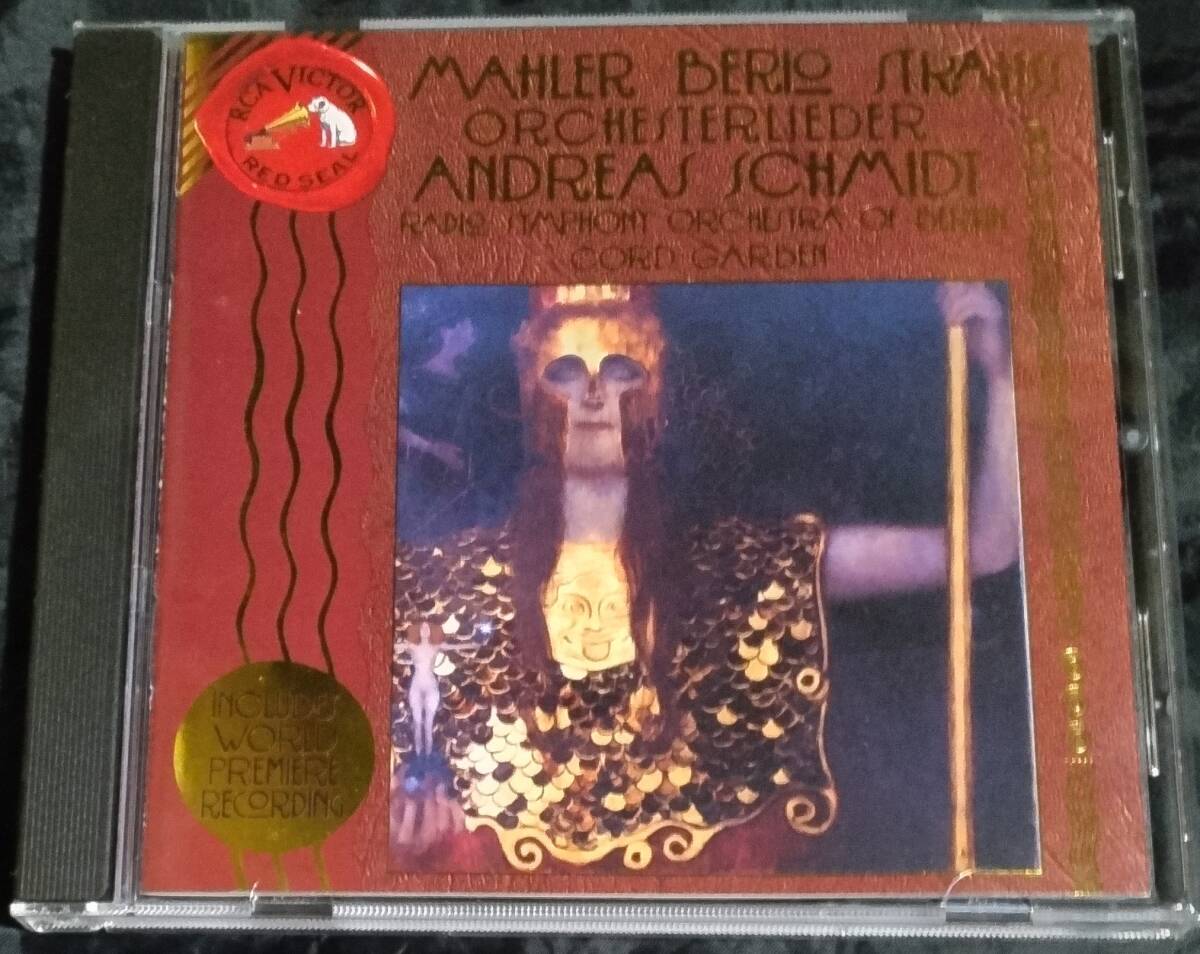 RCA VICTOR
RED SEAL
MAHLER BERIO STRAUSS
ORCHESTERLIEDER
ANDREAS SCHMIDT
RADIO SYMPHONY ORCHESTRA OF BERLIN
CORD GARBEN
INCLUDES
WORLD
PREMIERE
RECORDING